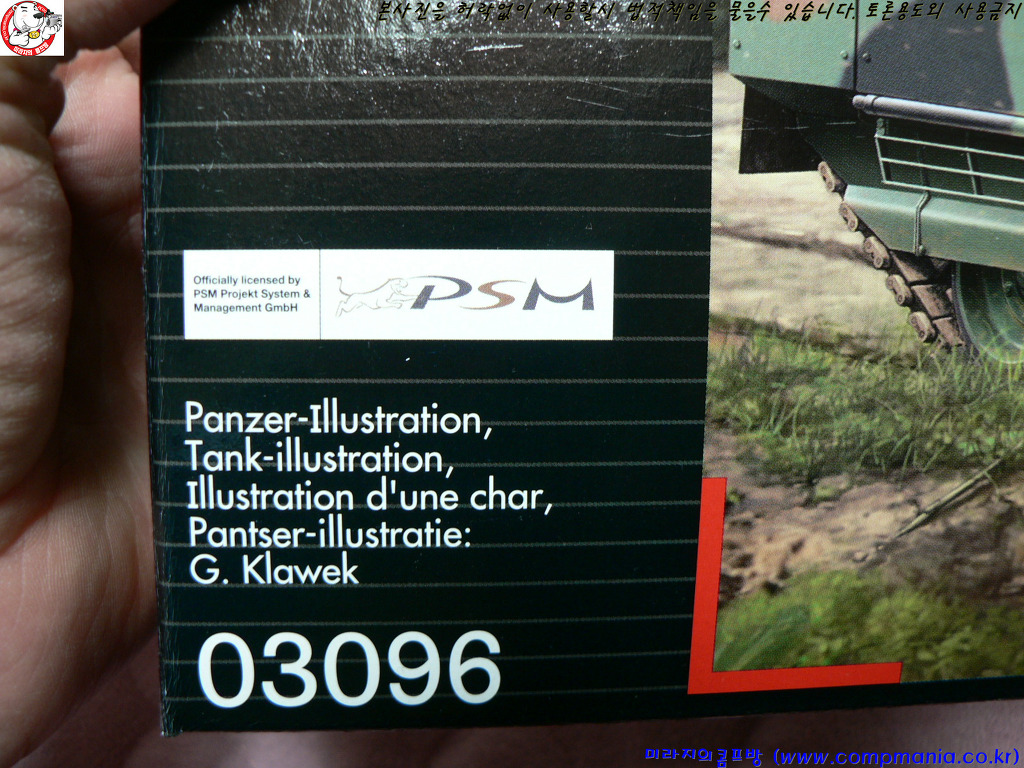 본사진을 허락없이 사용할시 법적책임을 물을수 있습니다. 토론용도외 사용금지
Officially licensed by
PSM Projekt System &
Management GmbH
PSM
Panzer-Illustration,
Tank-illustration,
Illustration d'une char,
Pantser-illustratie:
G. Klawek
03096
미라지의콤프방 (www.compmania.co.kr)